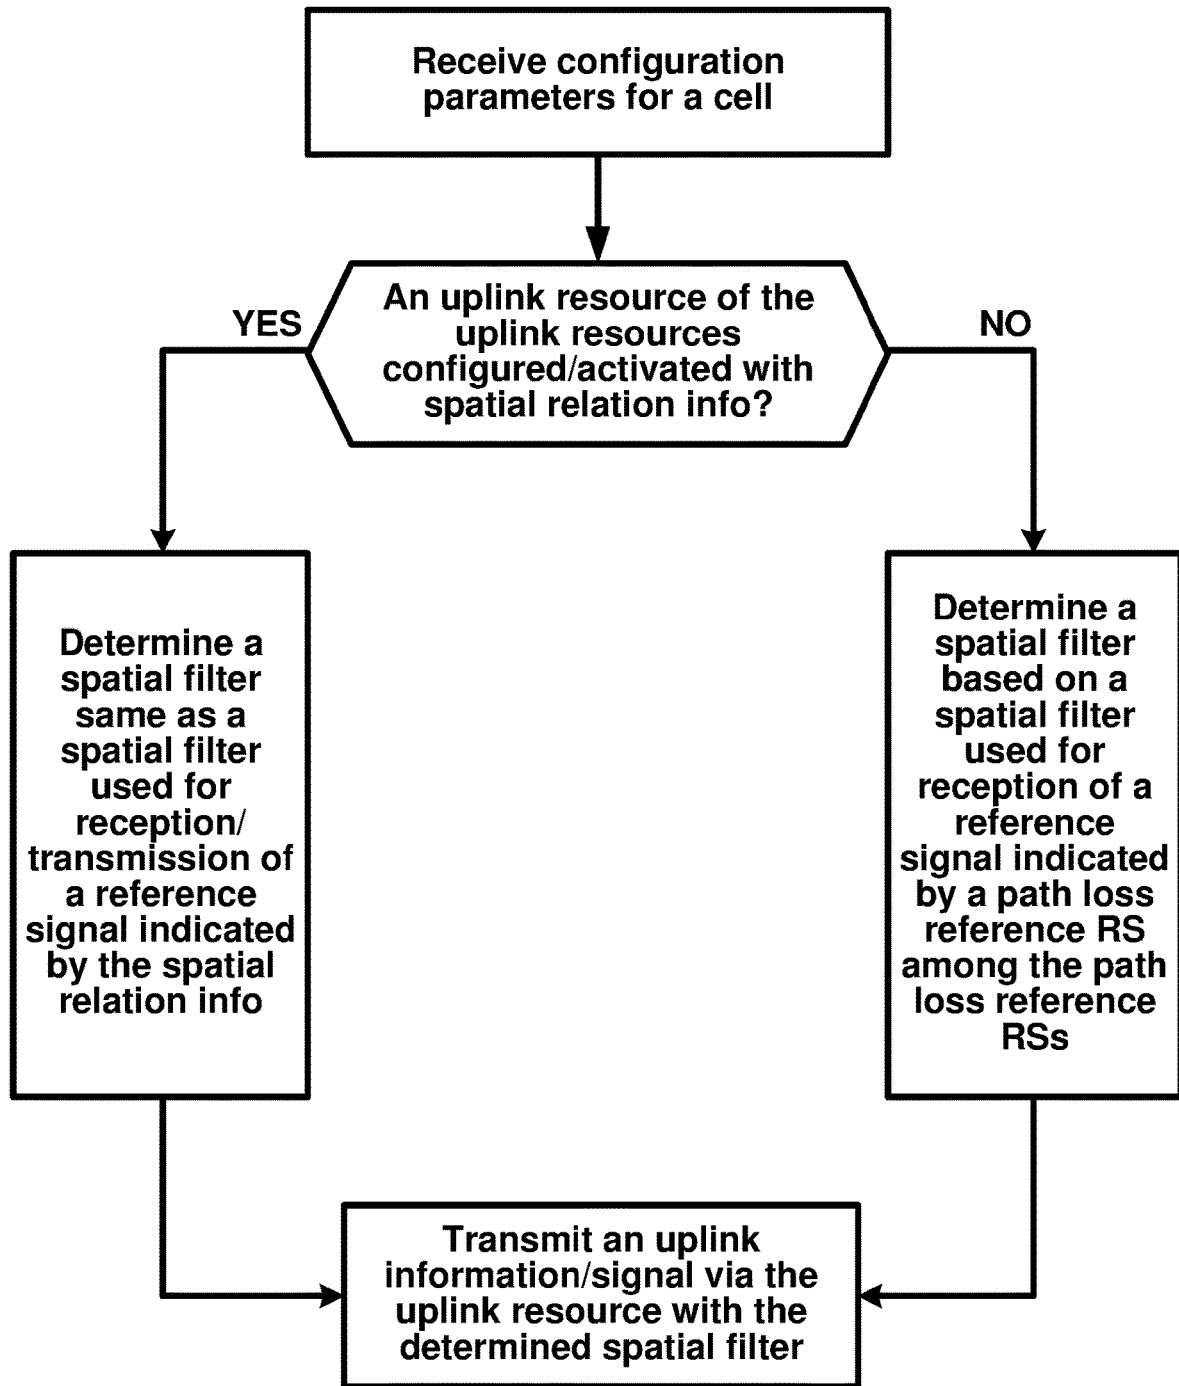 Receive configuration
parameters for a cell
An uplink resource of the
uplink resources
configured/activated with
spatial relation info?
YES
NO
Determine a
spatial filter
same as a
spatial filter
used for
reception/
transmission of
a reference
signal indicated
by the spatial
relation info
Determine a
spatial filter
based on a
spatial filter
used for
reception of a
reference
signal indicated
by a path loss
reference RS
among the path
loss reference
RSs
Transmit an uplink
information/signal via the
uplink resource with the
determined spatial filter